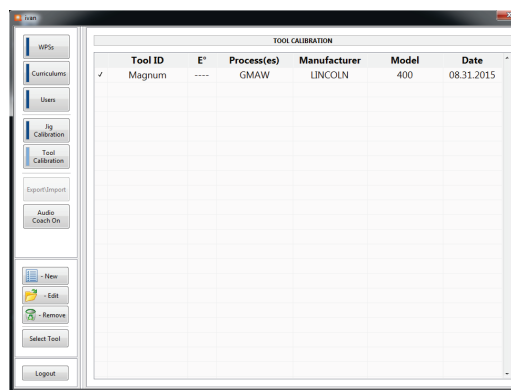 ivan
WPSs
Curriculums
Users
Jig
Calibration
Tool
Calibration
Export\Import
Audio
Coach On
- New
- Edit
- Remove
Select Tool
Logout
TOOL CALIBRATION
Tool ID E° Process(es) Manufacturer Model Date
✓ Magnum ---- GMAW LINCOLN 400 08.31.2015